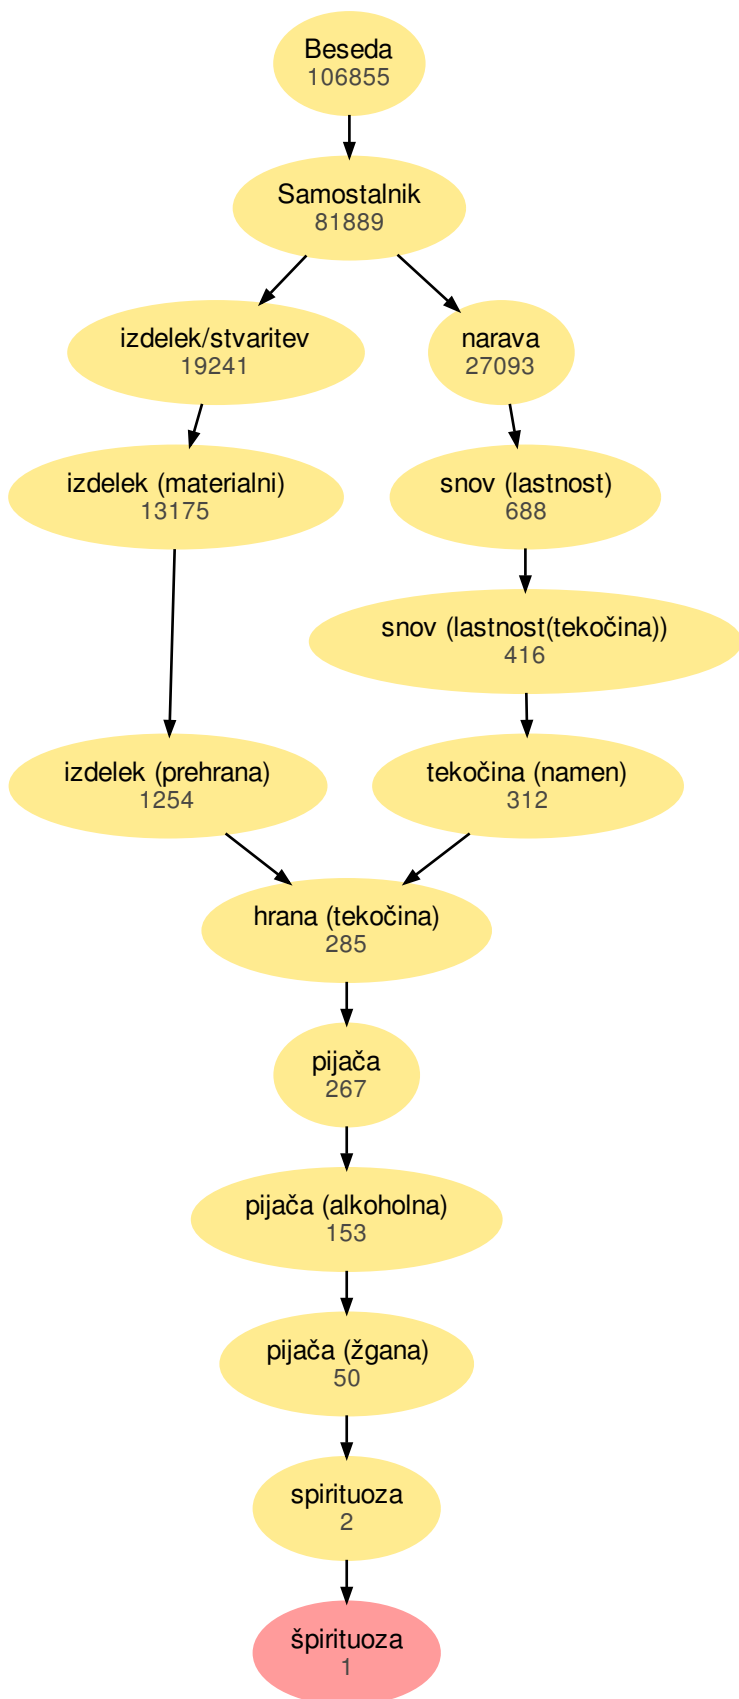 Beseda
106855
Samostalnik
81889
izdelek/stvaritev
19241
narava
27093
izdelek (materialni)
13175
snov (lastnost)
688
snov (lastnost(tekočina))
416
izdelek (prehrana)
1254
tekočina (namen)
312
hrana (tekočina)
285
pijača
267
pijača (alkoholna)
153
pijača (žgana)
50
spirituoza
2
špirituoza
1